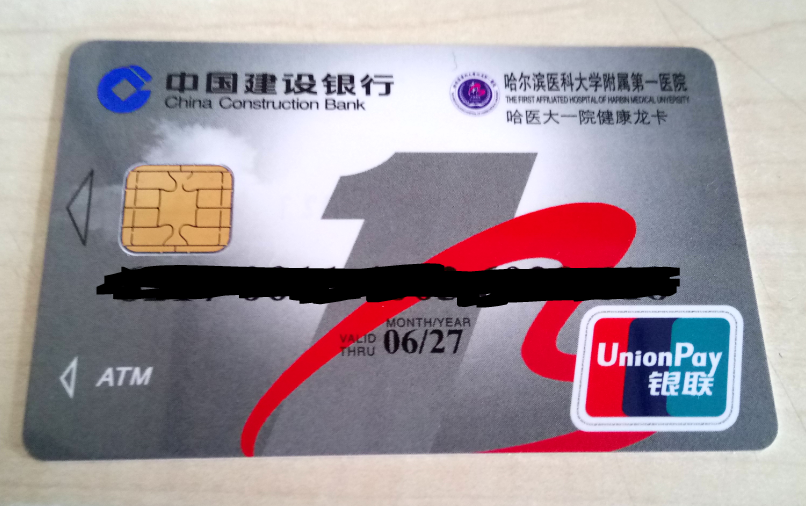 中国建设银行
China Construction Bank
哈尔滨医科大学附属第一医院
THE FIRST AFFILIATED HOSPITAL OF HARBIN MEDICAL UNIVERSITY
哈医大一院健康龙卡
MONTH/YEAR
VALID THRU 06/27
ATM
UnionPay
银联